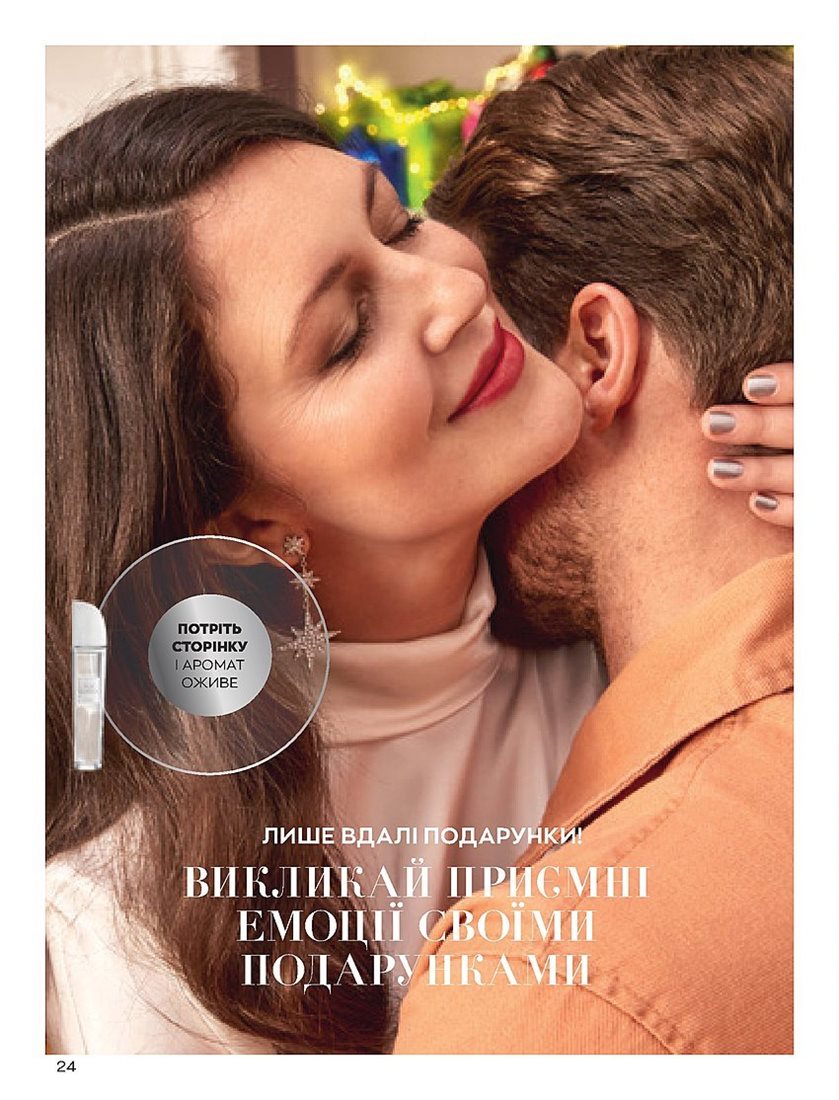 ПОТРІТЬ
СТОРІНКУ
І АРОМАТ
ОЖИВЕ
ЛИШЕ ВДАЛІ ПОДАРУНКИ!
ВИКЛИКАЙ ПРИЄМНІ
ЕМОЦІЇ СВОЇМИ
ПОДАРУНКАМИ
24